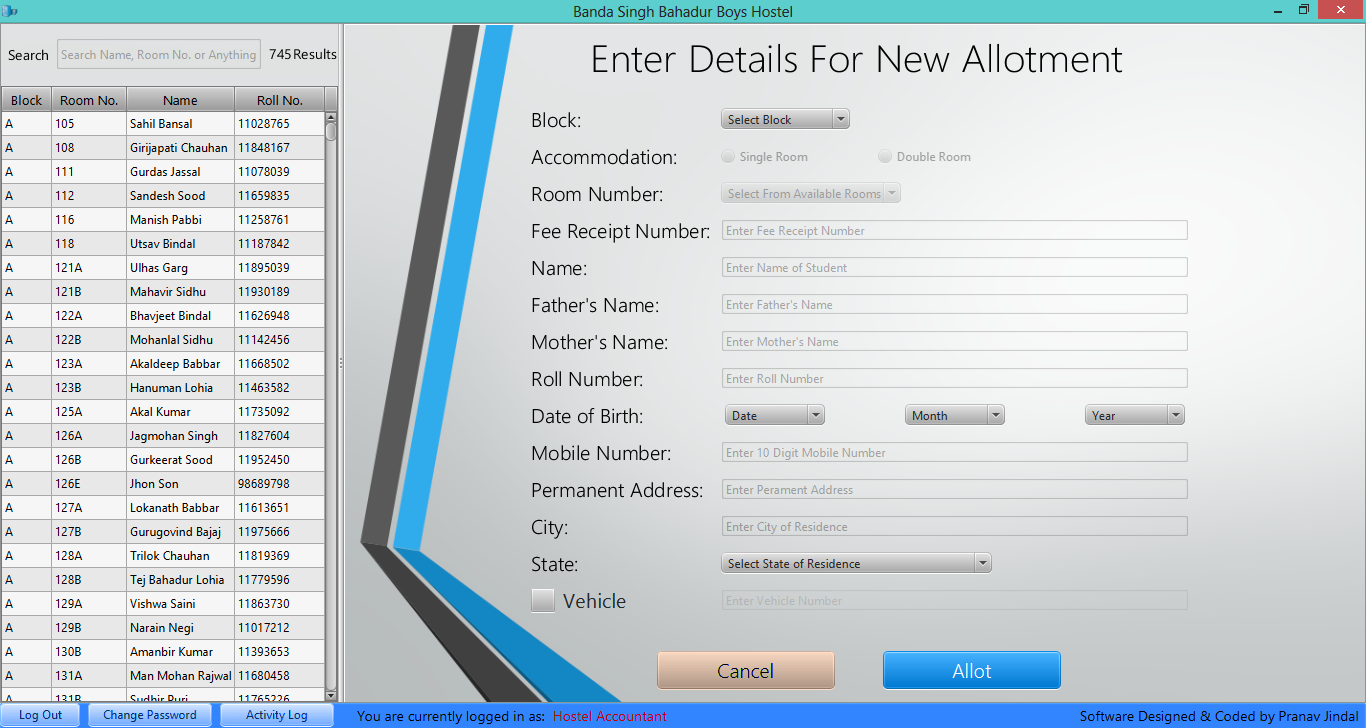 Banda Singh Bahadur Boys Hostel
Search Search Name, Room No. or Anything 745 Results
Block Room No. Name Roll No.
A 105 Sahil Bansal 11028765
A 108 Girijapati Chauhan 11848167
A 111 Gurdas Jassal 11078039
A 112 Sandesh Sood 11659835
A 116 Manish Pabbi 11258761
A 118 Utsav Bindal 11187842
A 121A Ulhas Garg 11895039
A 121B Mahavir Sidhu 11930189
A 122A Bhavjeet Bindal 11626948
A 122B Mohanlal Sidhu 11142456
A 123A Akaldeep Babbar 11668502
A 123B Hanuman Lohia 11463582
A 125A Akal Kumar 11735092
A 126A Jagmohan Singh 11827604
A 126B Gurkeerat Sood 11952450
A 126E Jhon Son 98689798
A 127A Lokanath Babbar 11613651
A 127B Gurugovind Bajaj 11975666
A 128A Trilok Chauhan 11819369
A 128B Tej Bahadur Lohia 11779596
A 129A Vishwa Saini 11863730
A 129B Narain Negi 11017212
A 130B Amanbir Kumar 11393653
A 131A Man Mohan Rajwal 11680458
A 131B Sudhir Puri 11765226
Enter Details For New Allotment
Block: Select Block
Accommodation: Single Room Double Room
Room Number: Select From Available Rooms
Fee Receipt Number: Enter Fee Receipt Number
Name: Enter Name of Student
Father's Name: Enter Father's Name
Mother's Name: Enter Mother's Name
Roll Number: Enter Roll Number
Date of Birth: Date Month Year
Mobile Number: Enter 10 Digit Mobile Number
Permanent Address: Enter Perament Address
City: Enter City of Residence
State: Select State of Residence
Vehicle Enter Vehicle Number
Cancel Allot
Log Out Change Password Activity Log You are currently logged in as: Hostel Accountant Software Designed & Coded by Pranav Jindal